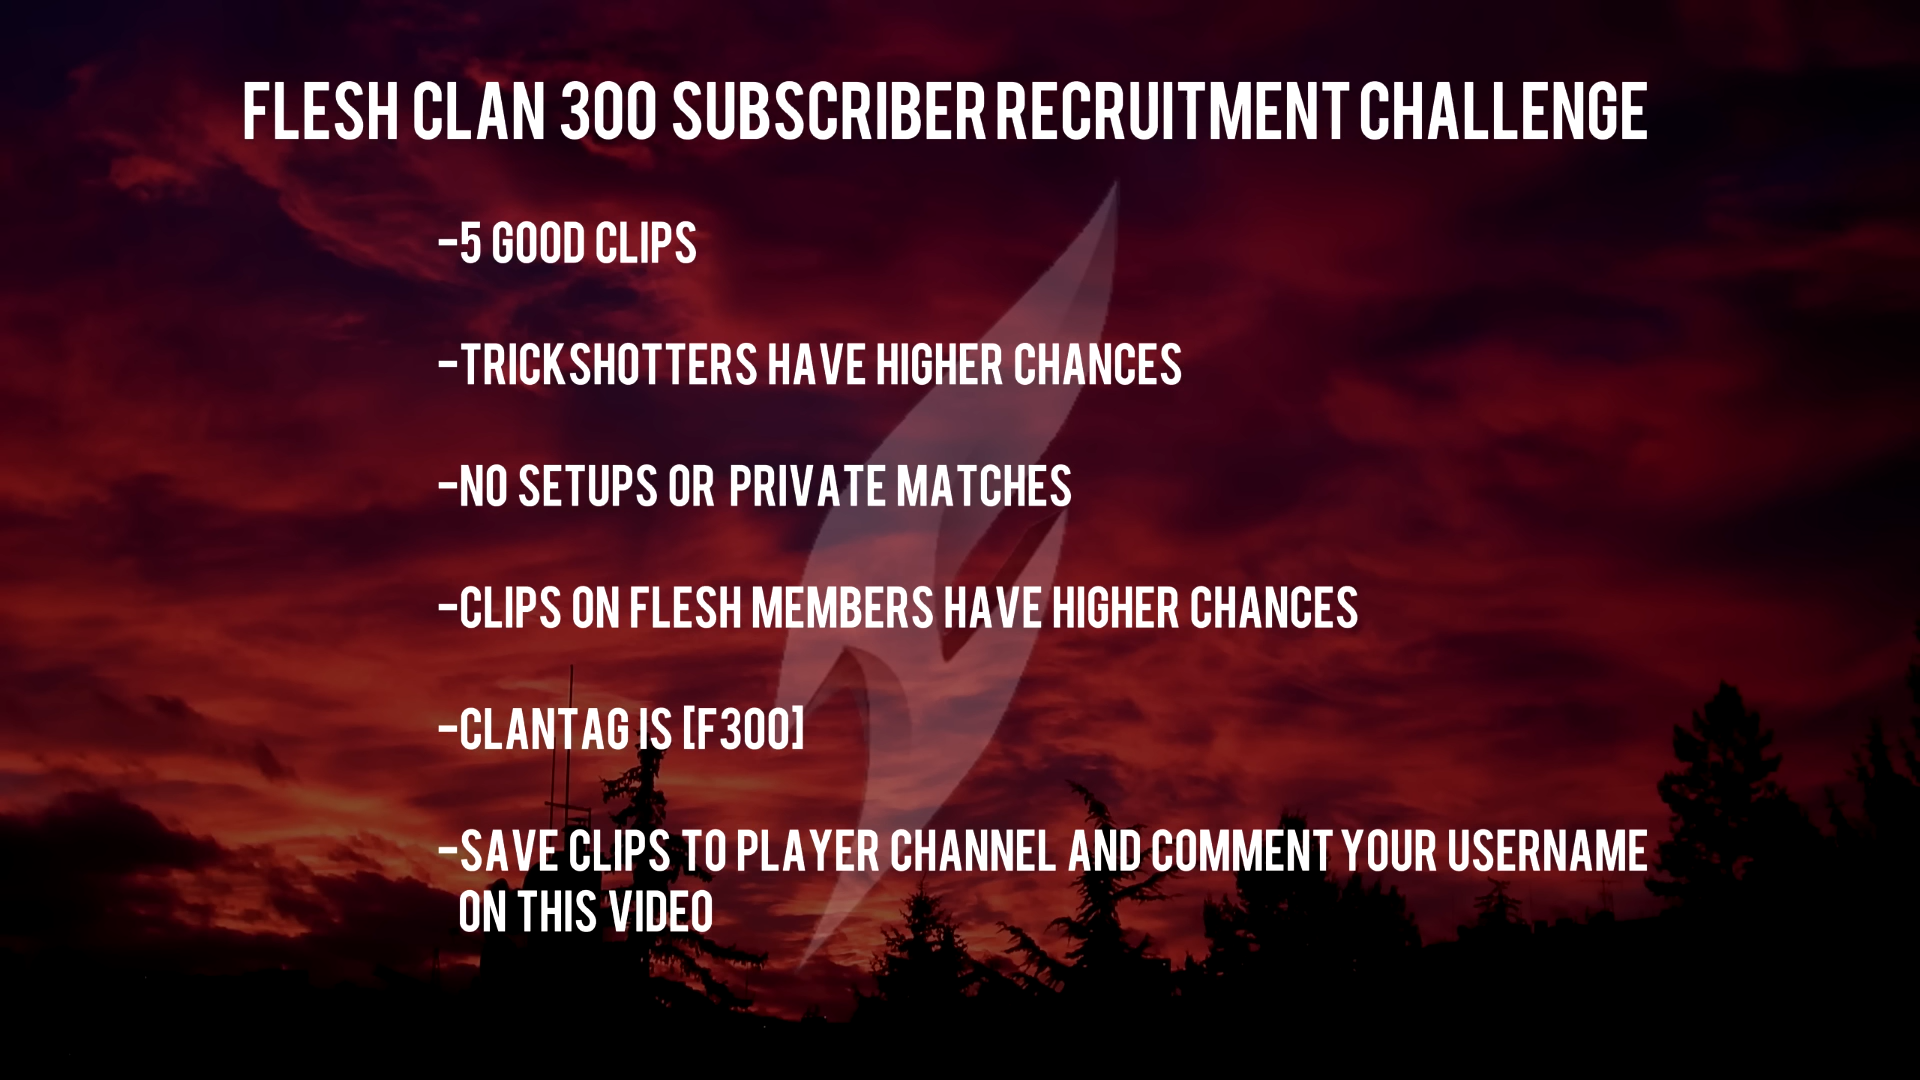 FLESH CLAN 300 SUBSCRIBER RECRUITMENT CHALLENGE
-5 GOOD CLIPS
-TRICKSHOTTERS HAVE HIGHER CHANCES
-NO SETUPS OR PRIVATE MATCHES
-CLIPS ON FLESH MEMBERS HAVE HIGHER CHANCES
-CLANTAG IS [F300]
-SAVE CLIPS TO PLAYER CHANNEL AND COMMENT YOUR USERNAME
ON THIS VIDEO